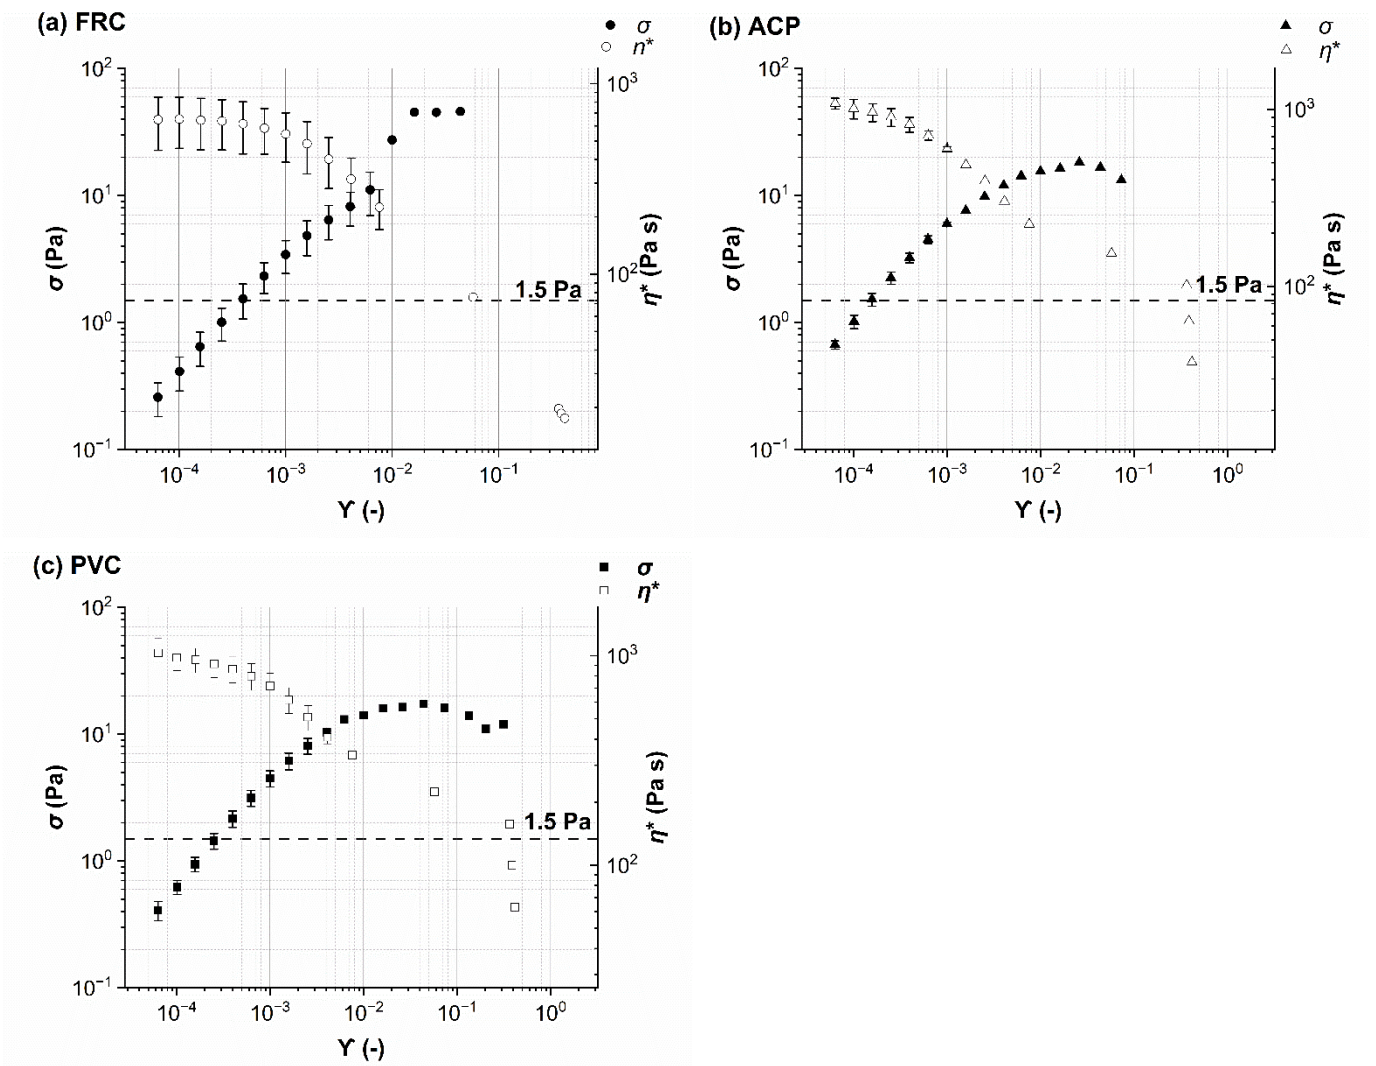 (a) FRC
σ
n*
10² 10¹ 10⁰ 10⁻¹
σ (Pa)
10³ 10²
η* (Pa s)
1.5 Pa
10⁻⁴ 10⁻³ 10⁻² 10⁻¹
ϒ (-)
(b) ACP
σ
η*
10² 10¹ 10⁰ 10⁻¹
σ (Pa)
10³ 10²
η* (Pa s)
1.5 Pa
10⁻⁴ 10⁻³ 10⁻² 10⁻¹ 10⁰
ϒ (-)
(c) PVC
σ
η*
10² 10¹ 10⁰ 10⁻¹
σ (Pa)
10³ 10²
η* (Pa s)
1.5 Pa
10⁻⁴ 10⁻³ 10⁻² 10⁻¹ 10⁰
ϒ (-)